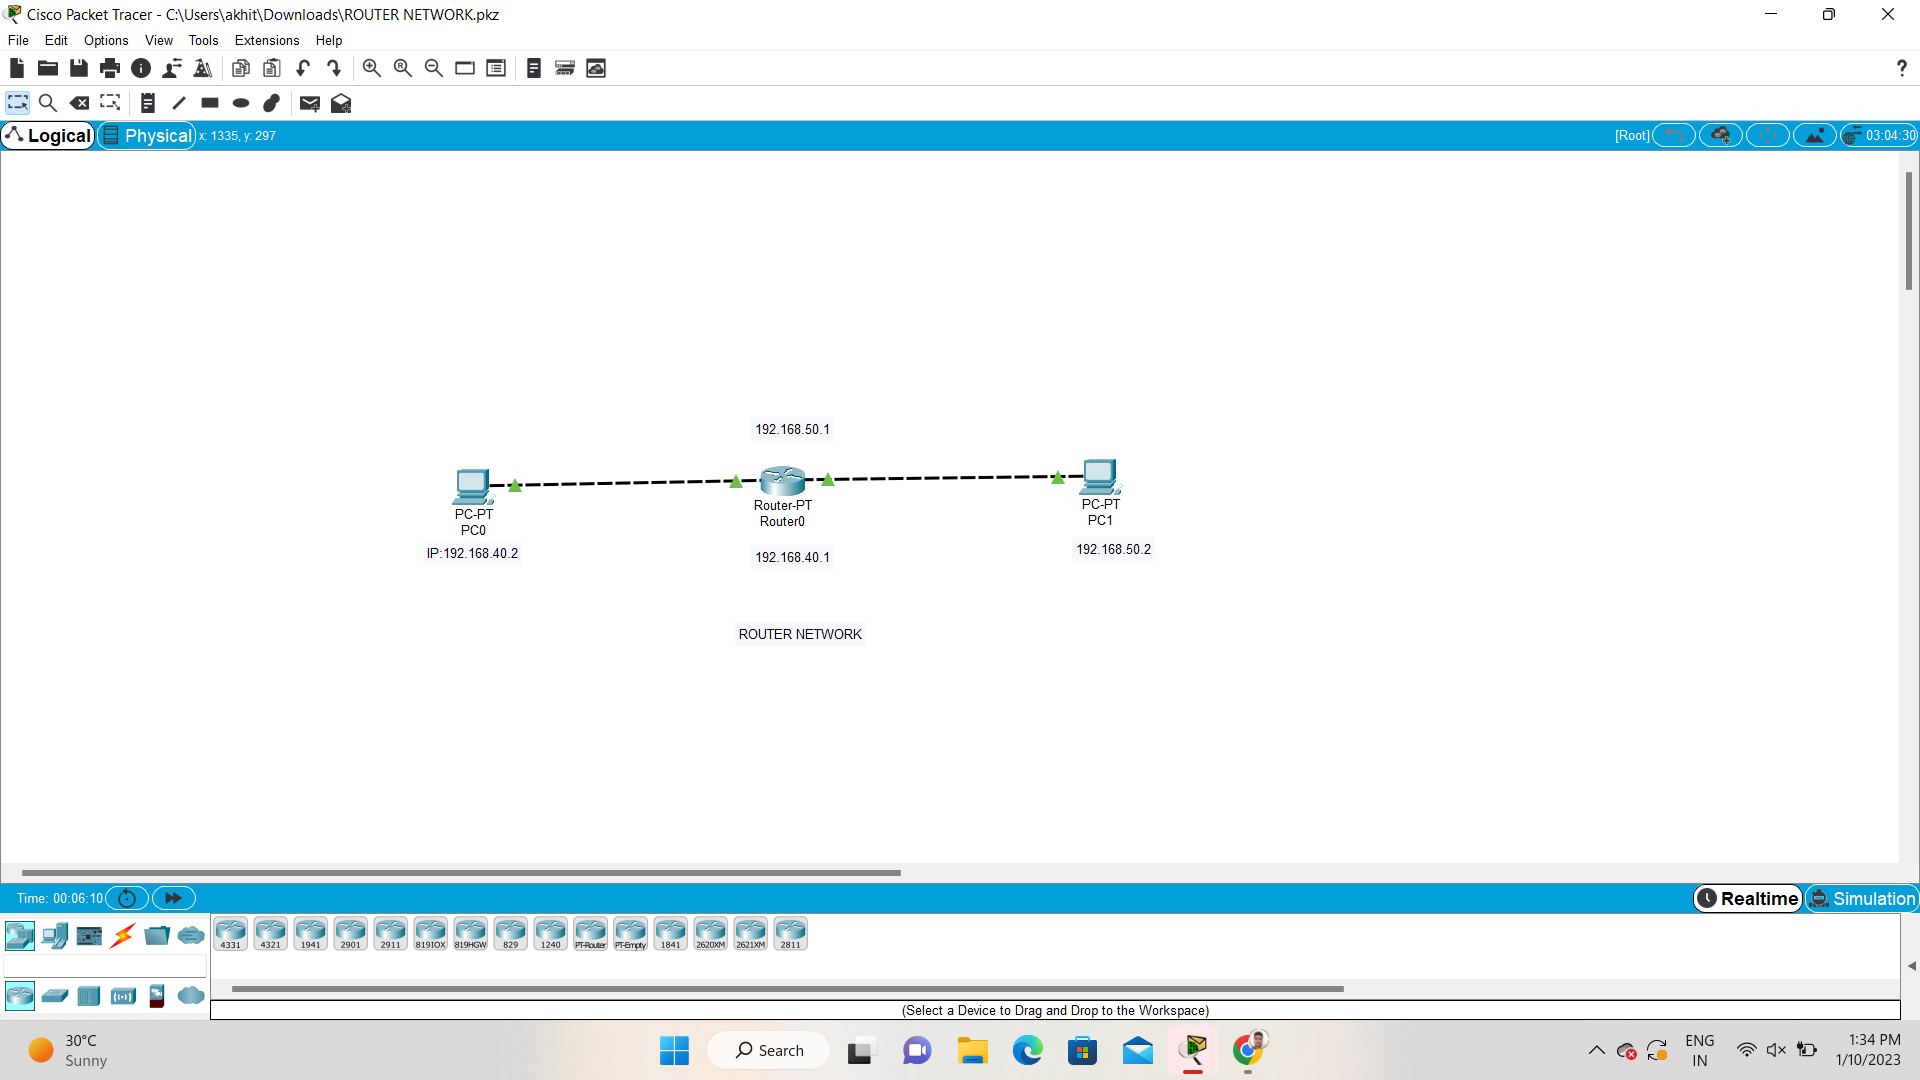 Cisco Packet Tracer - C:\Users\akhit\Downloads\ROUTER NETWORK.pkz
File Edit Options View Tools Extensions Help
?
Logical Physical x: 1335, y: 297 [Root] 03:04:30
192.168.50.1
Router-PT
Router0
192.168.40.1
PC-PT
PC0
IP:192.168.40.2
PC-PT
PC1
192.168.50.2
ROUTER NETWORK
Time: 00:06:10 Realtime Simulation
4331 4321 1941 2901 2911 819IOX 819HGW 829 1240 PT-Router PT-Empty 1841 2620XM 2621XM 2811
(Select a Device to Drag and Drop to the Workspace)
30°C
Sunny
Search
ENG
IN
1:34 PM
1/10/2023